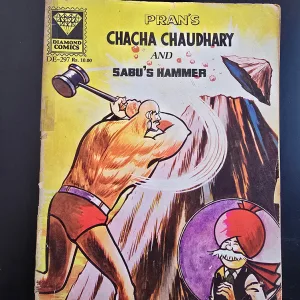 PRAN'S
CHACHA CHAUDHARY
AND
SABU'S HAMMER
DIAMOND
COMICS
DE-297 Rs. 10.00